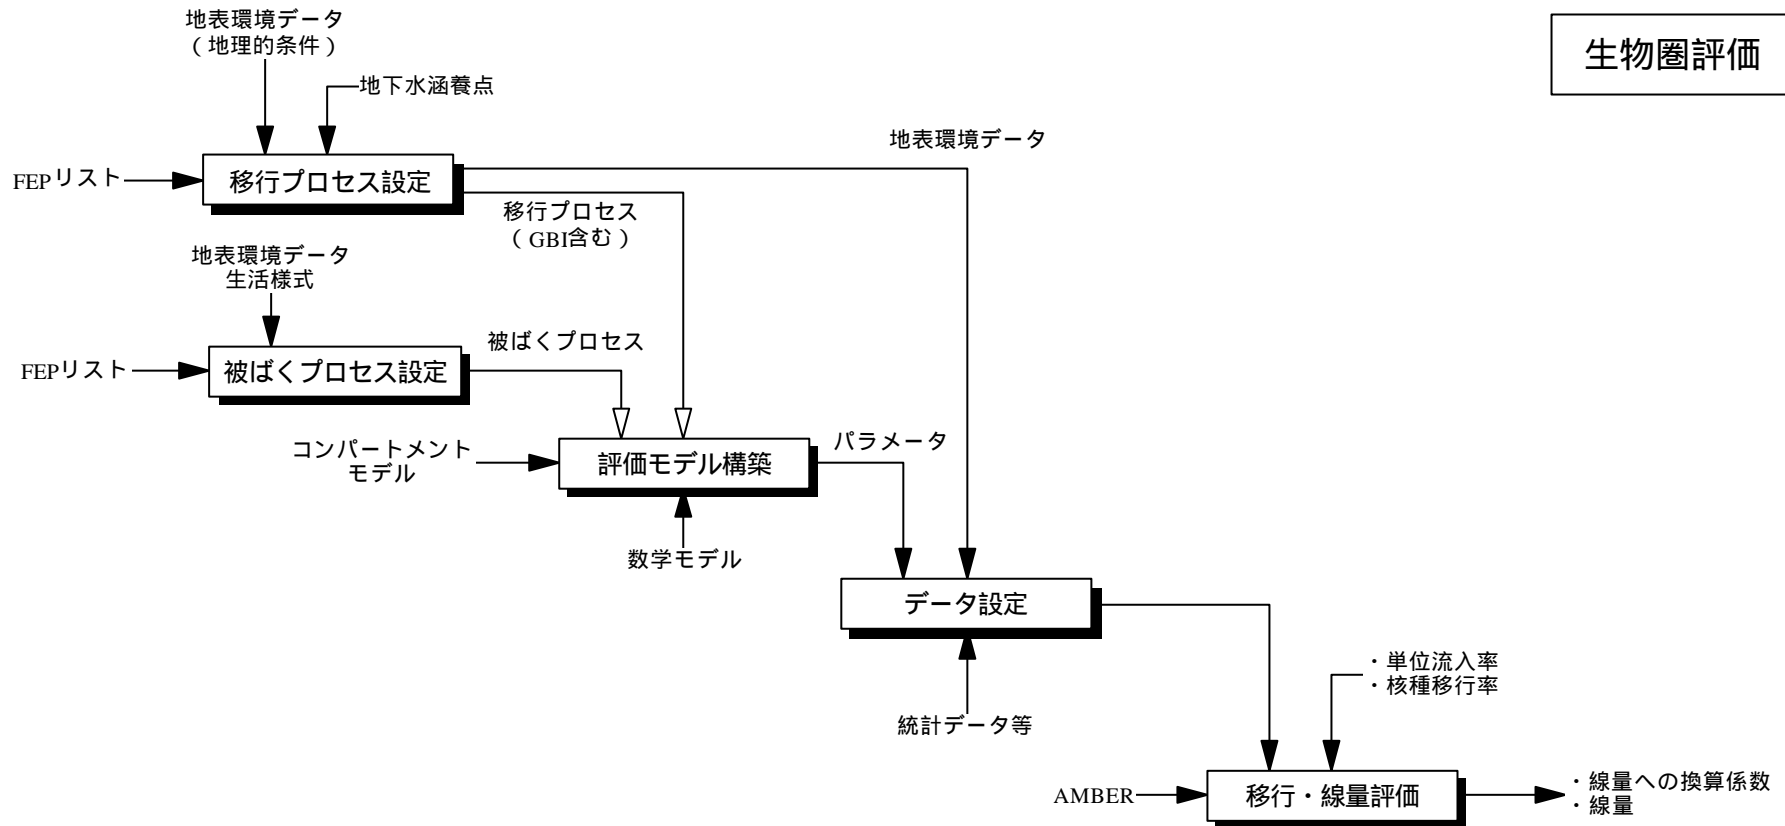 地表環境データ
（地理的条件）
生物圏評価
地下水涵養点
地表環境データ
FEPリスト
移行プロセス設定
移行プロセス
（GBI含む）
地表環境データ
生活様式
被ばくプロセス
FEPリスト
被ばくプロセス設定
コンパートメント
モデル
評価モデル構築
パラメータ
数学モデル
データ設定
統計データ等
・単位流入率
・核種移行率
AMBER
移行・線量評価
・線量への換算係数
・線量